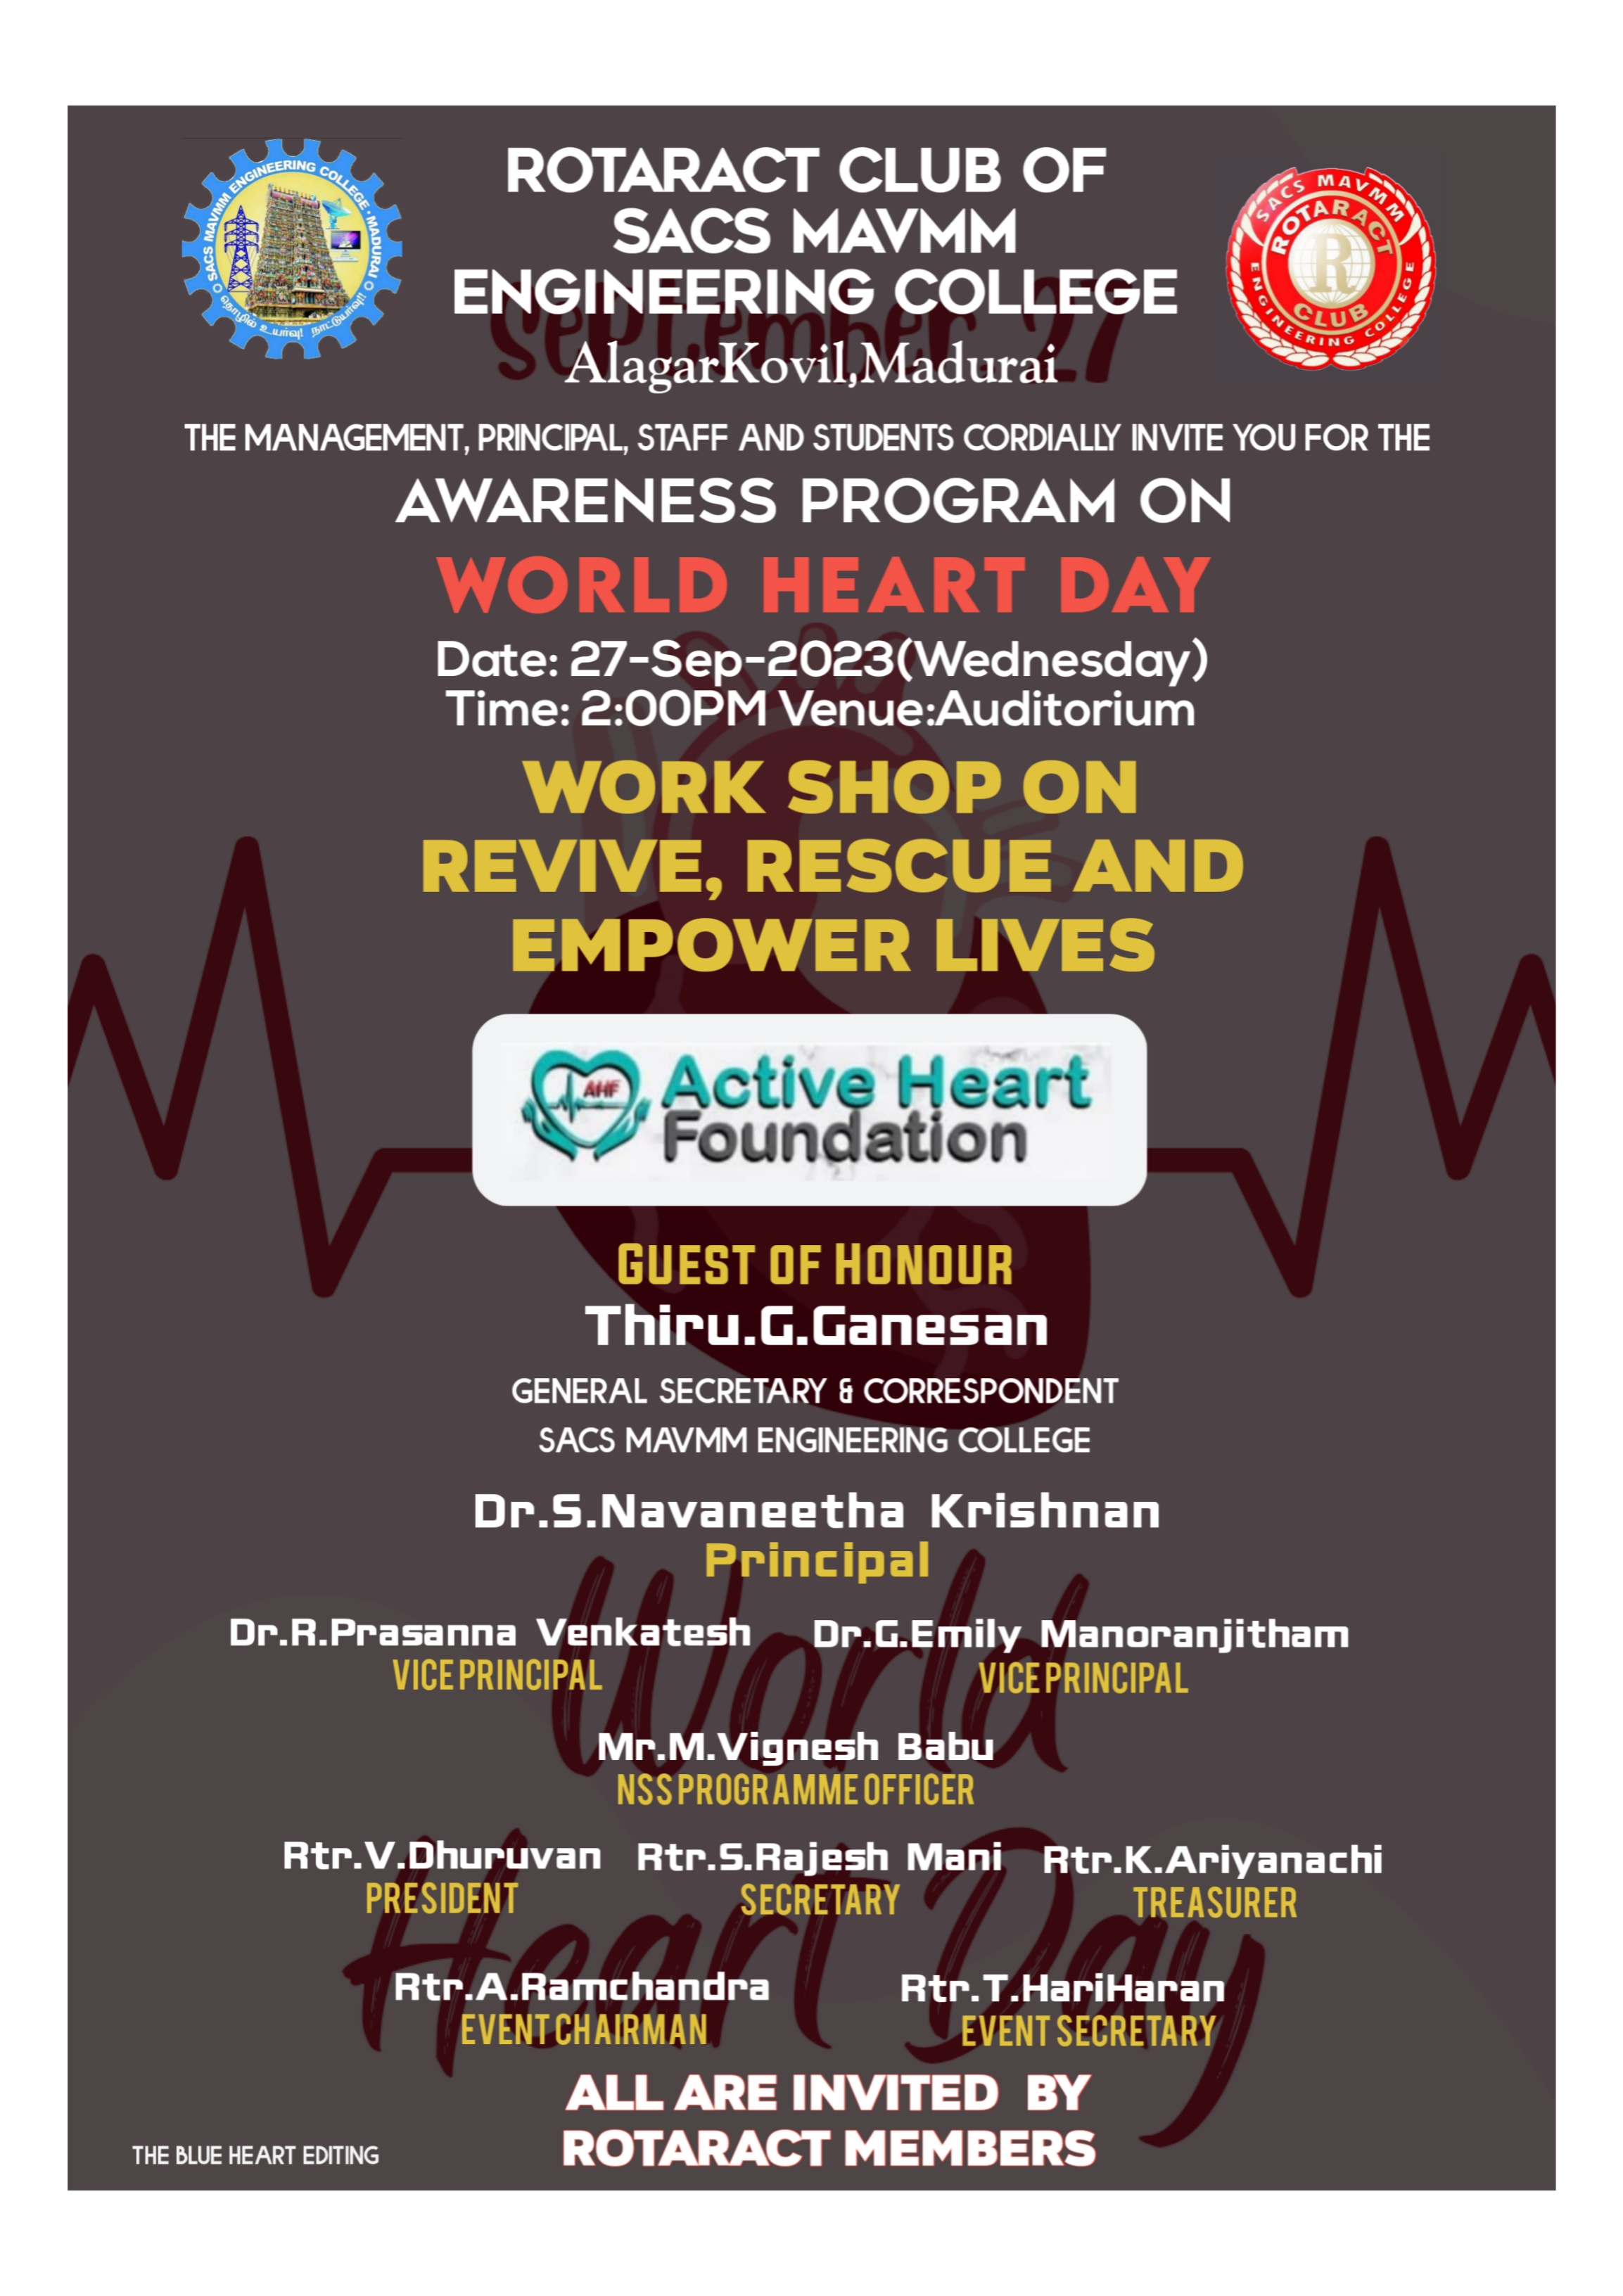 SACS MAVMM ENGINEERING COLLEGE · MADURAI
ROTARACT CLUB OF
SACS MAVMM
ENGINEERING COLLEGE
September 27
AlagarKovil,Madurai
SACS MAVMM
ROTARACT
R
CLUB
ENGINEERING COLLEGE
THE MANAGEMENT, PRINCIPAL, STAFF AND STUDENTS CORDIALLY INVITE YOU FOR THE
AWARENESS PROGRAM ON
WORLD HEART DAY
Date: 27-Sep-2023(Wednesday)
Time: 2:00PM Venue:Auditorium
WORK SHOP ON
REVIVE, RESCUE AND
EMPOWER LIVES
AHF
Active Heart
Foundation
GUEST OF HONOUR
Thiru.G.Ganesan
GENERAL SECRETARY & CORRESPONDENT
SACS MAVMM ENGINEERING COLLEGE
Dr.S.Navaneetha Krishnan
Principal
Dr.R.Prasanna Venkatesh Dr.G.Emily Manoranjitham
VICE PRINCIPAL VICE PRINCIPAL
World
Mr.M.Vignesh Babu
NSS PROGRAMME OFFICER
Rtr.V.Dhuruvan Rtr.S.Rajesh Mani Rtr.K.Ariyanachi
PRESIDENT SECRETARY TREASURER
Heart Day
Rtr.A.Ramchandra Rtr.T.HariHaran
EVENT CHAIRMAN EVENT SECRETARY
ALL ARE INVITED BY
ROTARACT MEMBERS
THE BLUE HEART EDITING